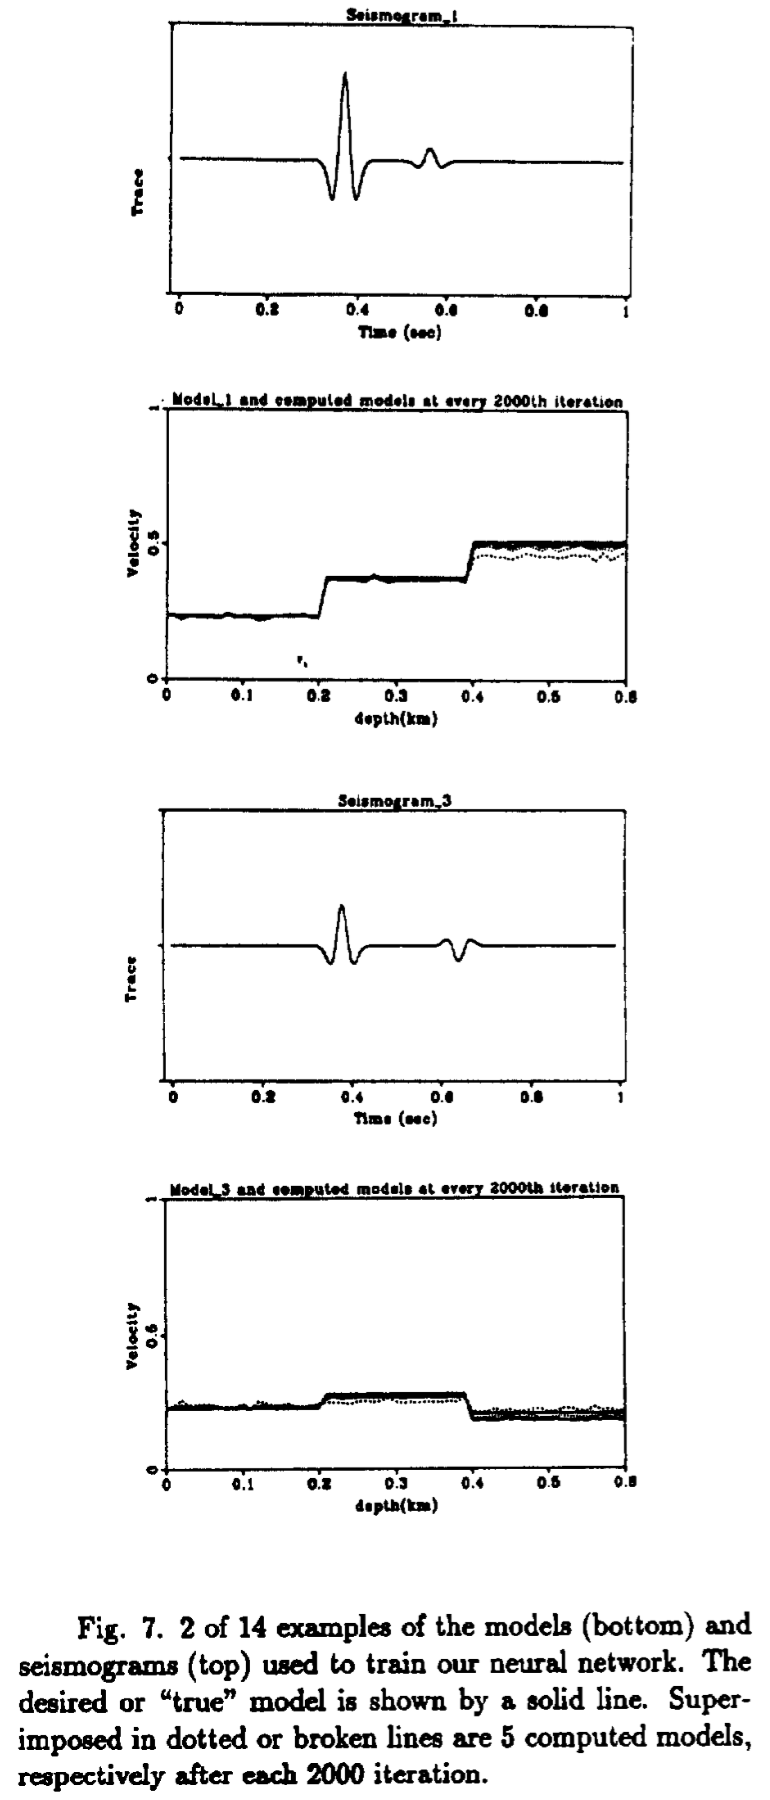 Seismogram_1
Trace
0 0.2 0.4 0.6 0.8 1
Time (sec)
Model_1 and computed models at every 2000th iteration
1
Velocity
0.5
0
0 0.1 0.2 0.3 0.4 0.5 0.6
depth(km)
Seismogram_3
Trace
0 0.2 0.4 0.6 0.8 1
Time (sec)
Model_3 and computed models at every 2000th iteration
1
Velocity
0.5
0
0 0.1 0.2 0.3 0.4 0.5 0.6
depth(km)
Fig. 7. 2 of 14 examples of the models (bottom) and
seismograms (top) used to train our neural network. The
desired or “true” model is shown by a solid line. Super-
imposed in dotted or broken lines are 5 computed models,
respectively after each 2000 iteration.